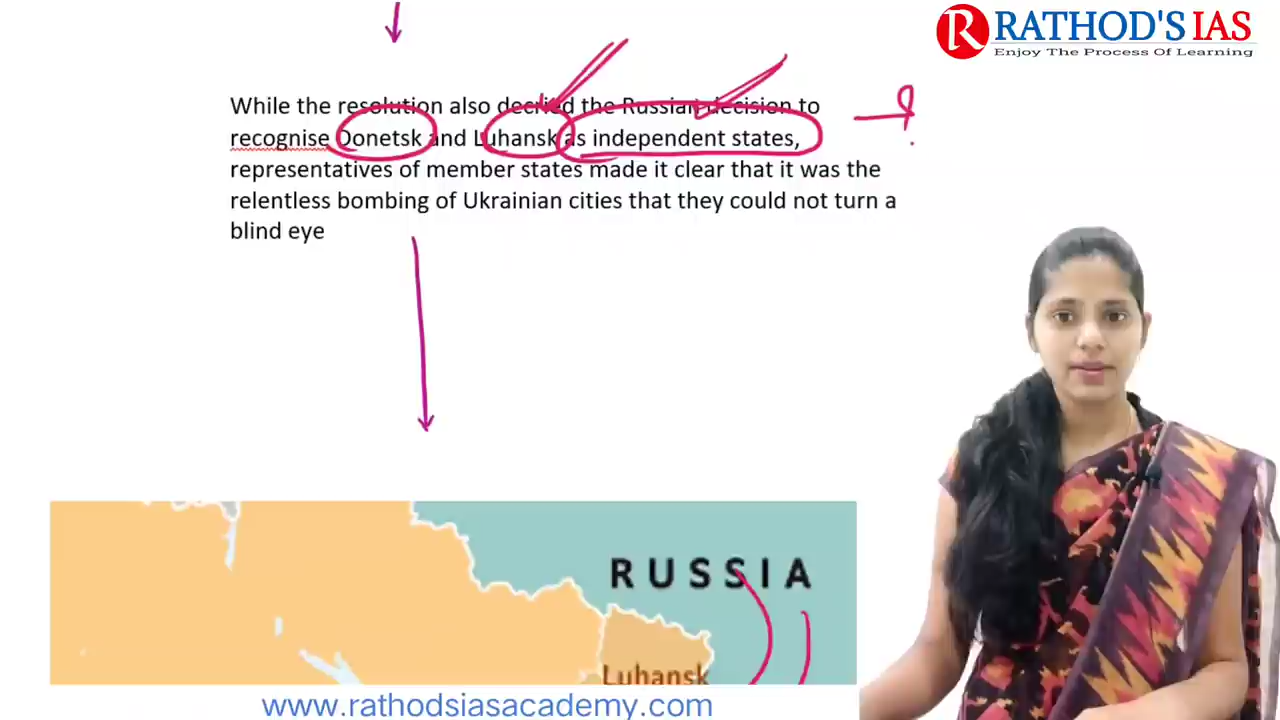 RATHOD'S IAS
Enjoy The Process Of Learning
While the resolution also decried the Russian decision to
recognise Donetsk and Luhansk as independent states,
representatives of member states made it clear that it was the
relentless bombing of Ukrainian cities that they could not turn a
blind eye
RUSSIA
Luhansk
www.rathodsiasacademy.com